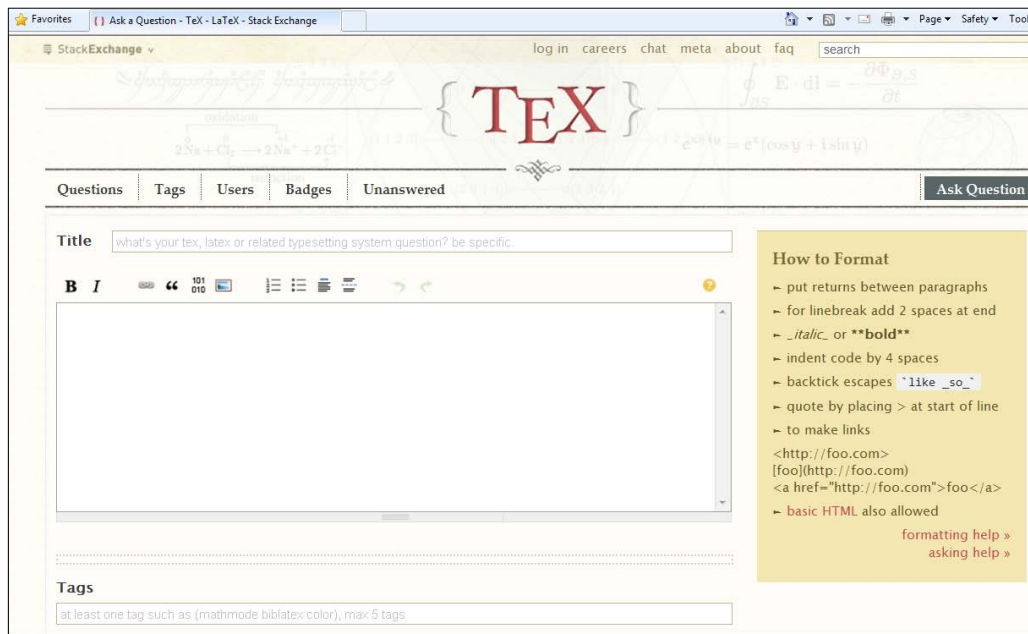 Favorites { } Ask a Question - TeX - LaTeX - Stack Exchange Page Safety Tool
StackExchange log in careers chat meta about faq search
{TEX}
oxidation
Questions Tags Users Badges Unanswered Ask Question
Title what's your tex, latex or related typesetting system question? be specific.
B I 101 010
How to Format
► put returns between paragraphs
► for linebreak add 2 spaces at end
► _italic_ or **bold**
► indent code by 4 spaces
► backtick escapes `like _so_`
► quote by placing > at start of line
► to make links
<http://foo.com>
[foo](http://foo.com)
<a href="http://foo.com">foo</a>
► basic HTML also allowed
formatting help »
asking help »
Tags
at least one tag such as (mathmode biblatex color), max 5 tags